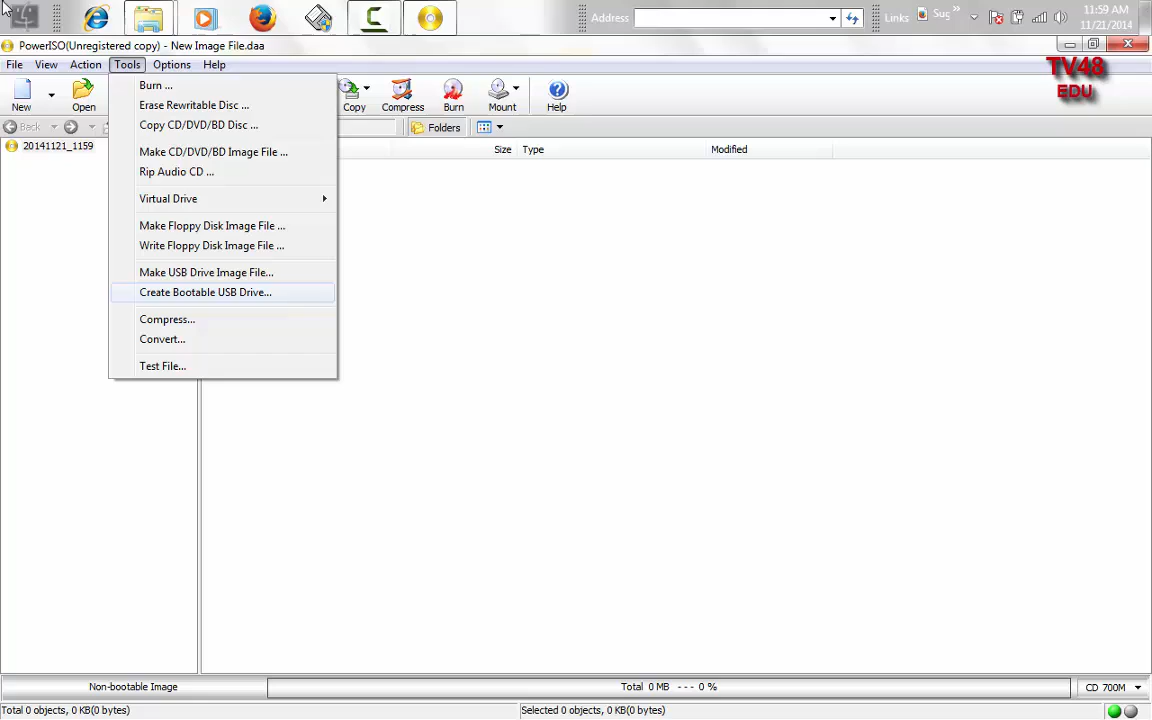 Address
Links
Sug
»
11:59 AM
11/21/2014
PowerISO(Unregistered copy) - New Image File.daa
File View Action Tools Options Help
TV48
EDU
New Open Copy Compress Burn Mount Help
Back Folders
20141121_1159
Size Type Modified
Burn ...
Erase Rewritable Disc ...
Copy CD/DVD/BD Disc ...
Make CD/DVD/BD Image File ...
Rip Audio CD ...
Virtual Drive
Make Floppy Disk Image File ...
Write Floppy Disk Image File ...
Make USB Drive Image File...
Create Bootable USB Drive...
Compress...
Convert...
Test File...
Non-bootable Image
Total 0 MB --- 0 %
CD 700M
Total 0 objects, 0 KB(0 bytes)
Selected 0 objects, 0 KB(0 bytes)